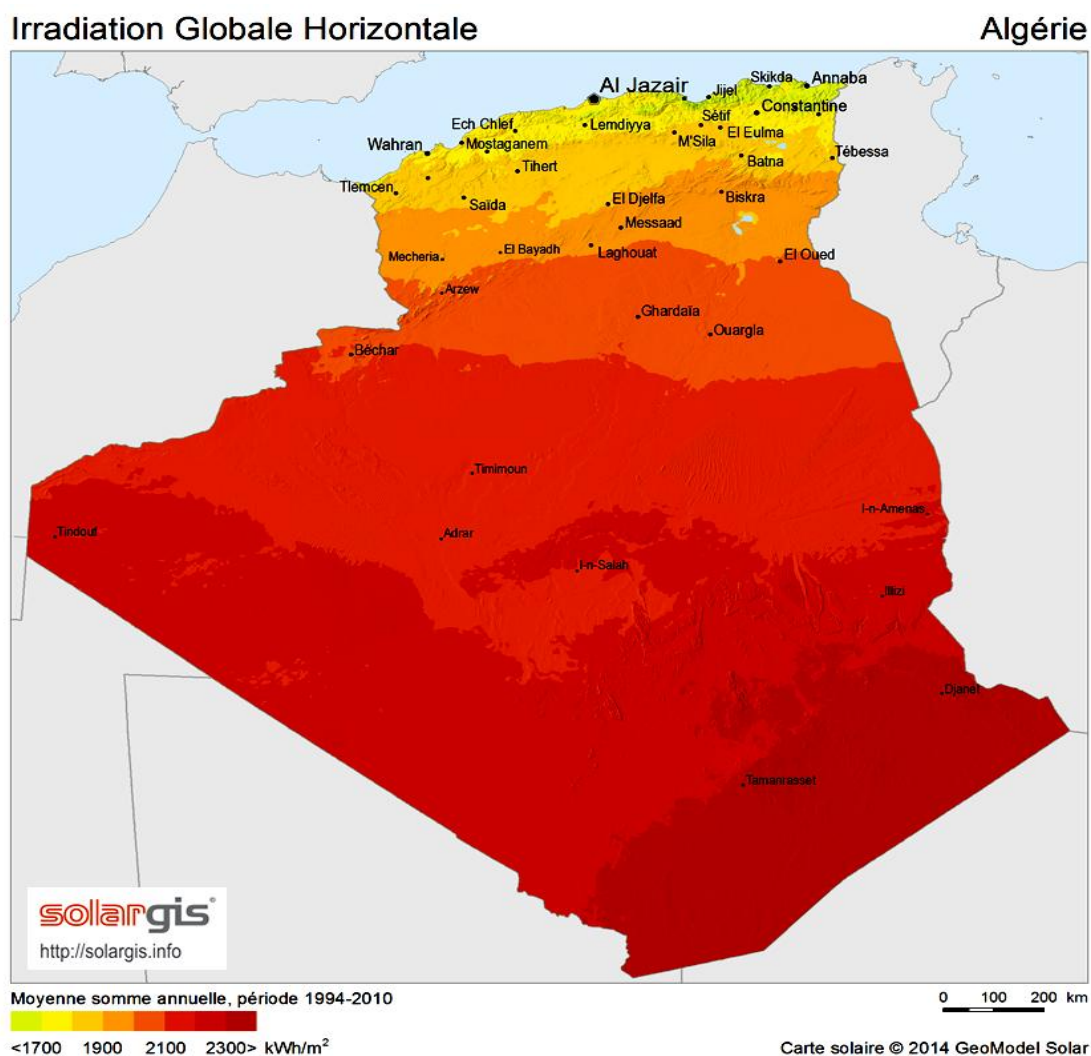 Irradiation Globale Horizontale
Algérie
Skikda
Annaba
Al Jazair
Jijel
Constantine
Sétif
Ech Chlef
Lemdiyya
El Eulma
M'Sila
Wahran
Mostaganem
Batna
Tébessa
Tihert
Tlemcen
Saïda
El Djelfa
Biskra
Messaad
Mecheria
El Bayadh
Laghouat
El Oued
Arzew
Ghardaïa
Ouargla
Béchar
Timimoun
I-n-Amenas
Tindouf
Adrar
I-n-Salah
Illizi
Djanet
Tamanrasset
solargis
http://solargis.info
Moyenne somme annuelle, période 1994-2010
0 100 200 km
<1700 1900 2100 2300> kWh/m²
Carte solaire © 2014 GeoModel Solar